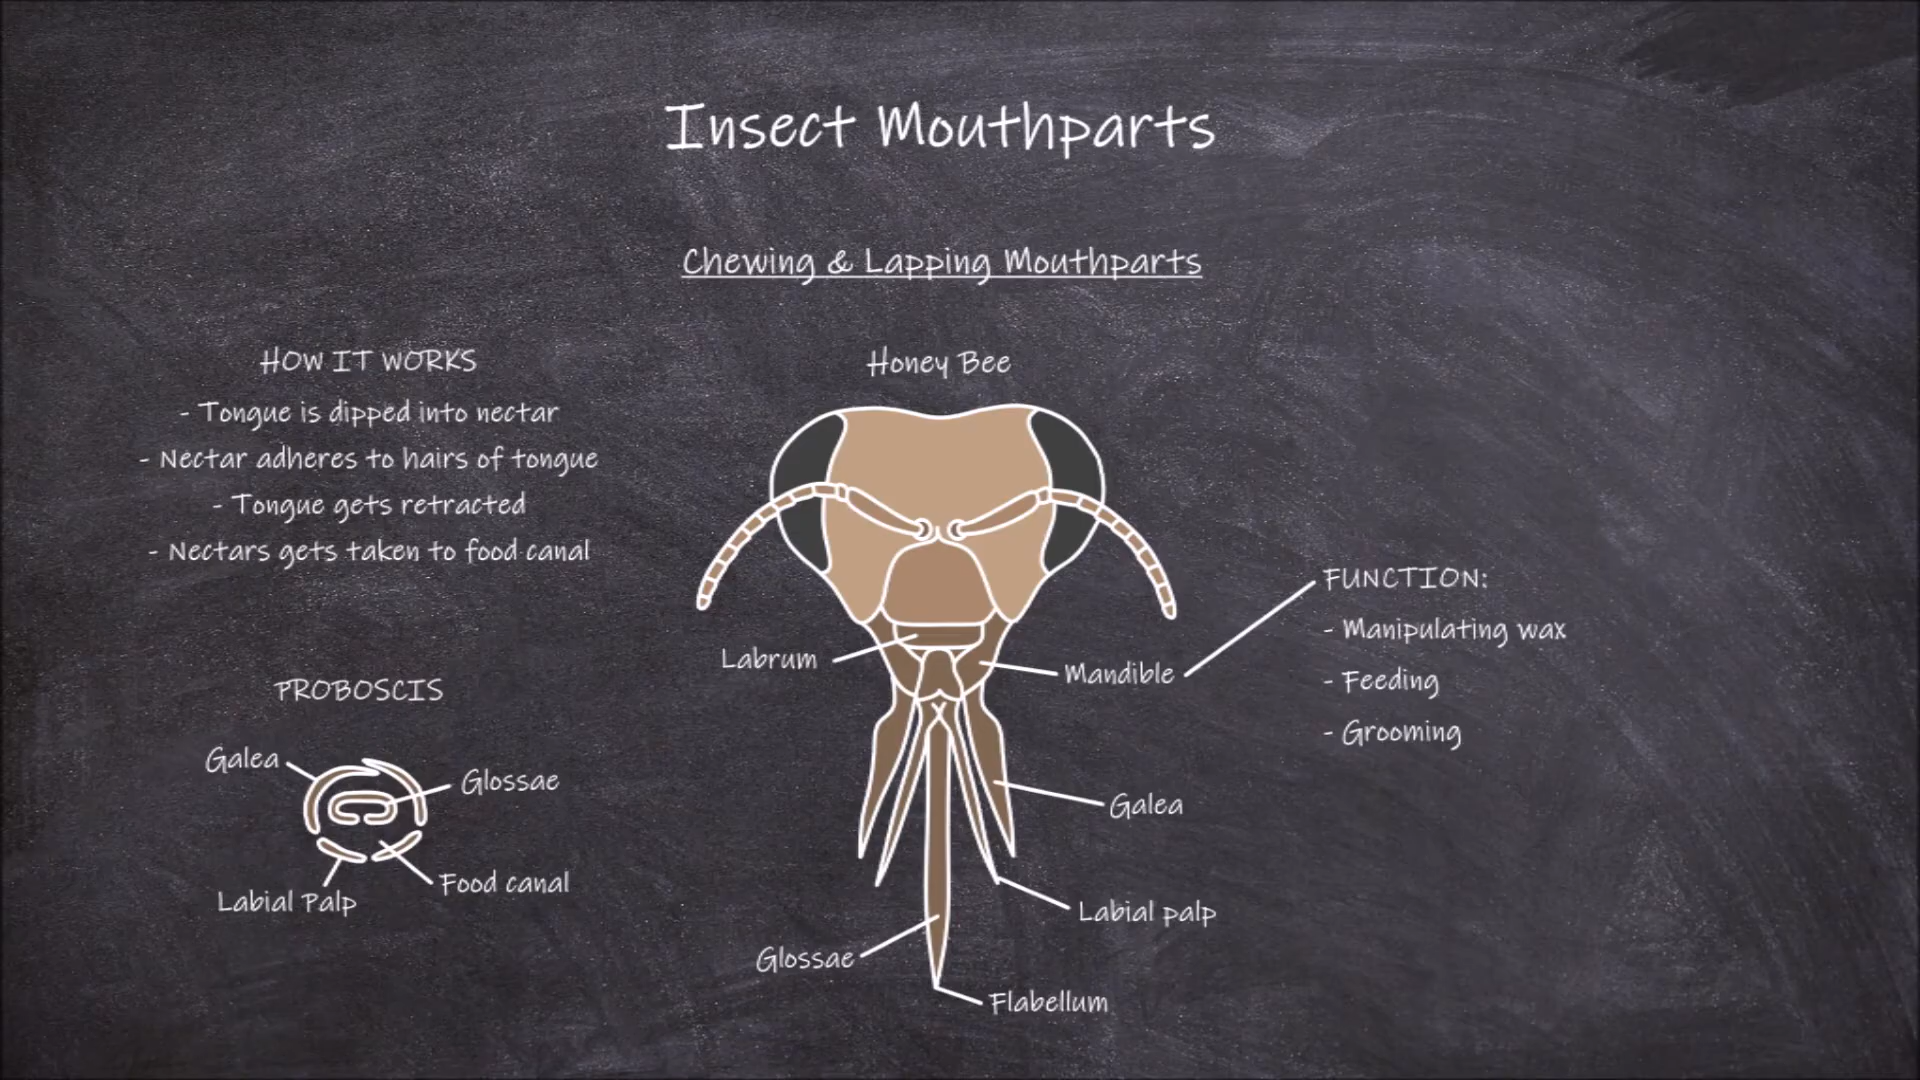 Insect Mouthparts
Chewing & Lapping Mouthparts
HOW IT WORKS
- Tongue is dipped into nectar
- Nectar adheres to hairs of tongue
- Tongue gets retracted
- Nectars gets taken to food canal
PROBOSCIS
Galea
Glossae
Labial Palp
Food canal
Honey Bee
Labrum
Mandible
Galea
Labial palp
Glossae
Flabellum
FUNCTION:
- Manipulating wax
- Feeding
- Grooming